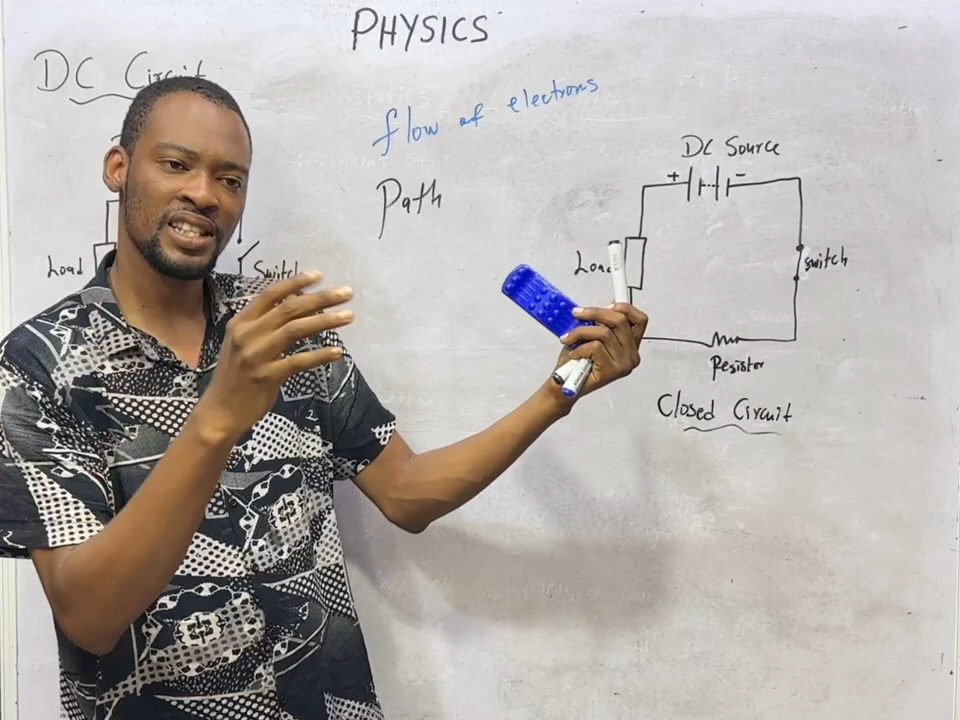 PHYSICS
DC Circuit
flow of electrons
Path
Load
Switch
DC Source
+ -
Load
switch
Resistor
Closed Circuit